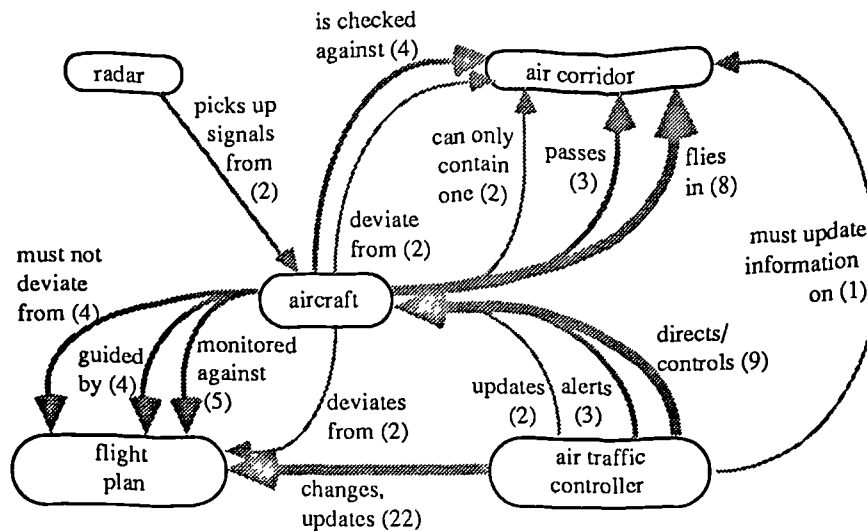 is checked
against (4)
radar
air corridor
picks up
signals
from (2)
can only
contain
one (2)
passes
(3)
flies
in (8)
deviate
from (2)
must not
deviate
from (4)
must update
information
on (1)
aircraft
guided
by (4)
monitored
against
(5)
directs/
controls (9)
updates
(2)
alerts
(3)
deviates
from (2)
flight
plan
air traffic
controller
changes,
updates (22)